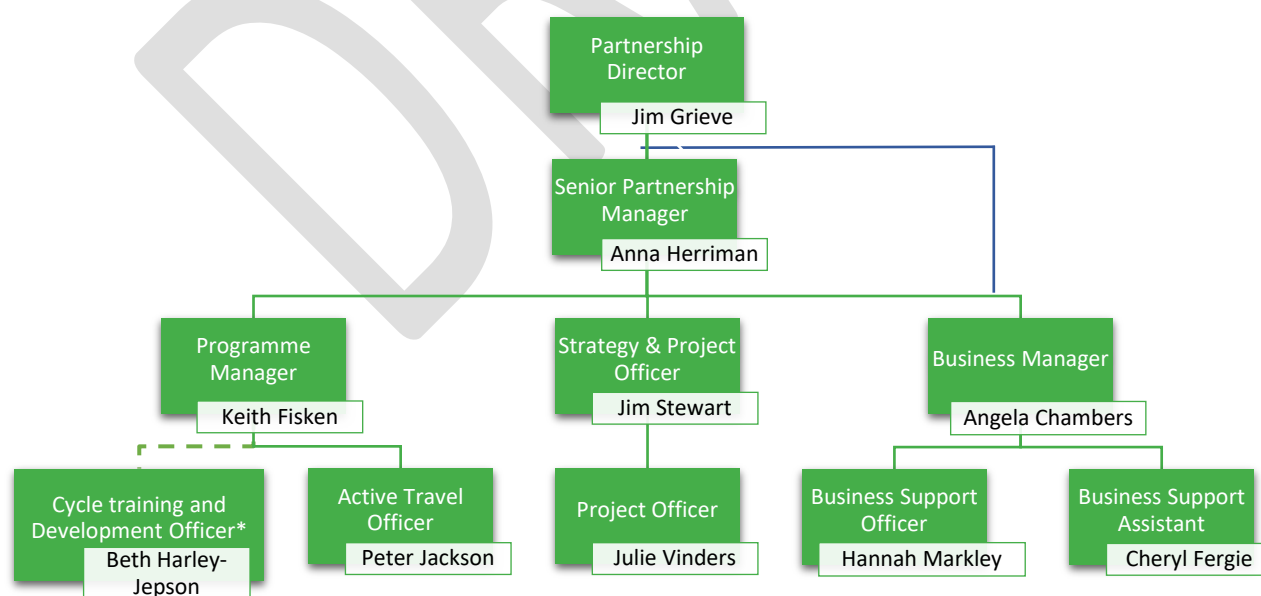 Partnership
Director
Jim Grieve
Senior Partnership
Manager
Anna Herriman
Programme
Manager
Keith Fisken
Strategy & Project
Officer
Jim Stewart
Business Manager
Angela Chambers
Cycle training and
Development Officer*
Beth Harley-
Jepson
Active Travel
Officer
Peter Jackson
Project Officer
Julie Vinders
Business Support
Officer
Hannah Markley
Business Support
Assistant
Cheryl Fergie